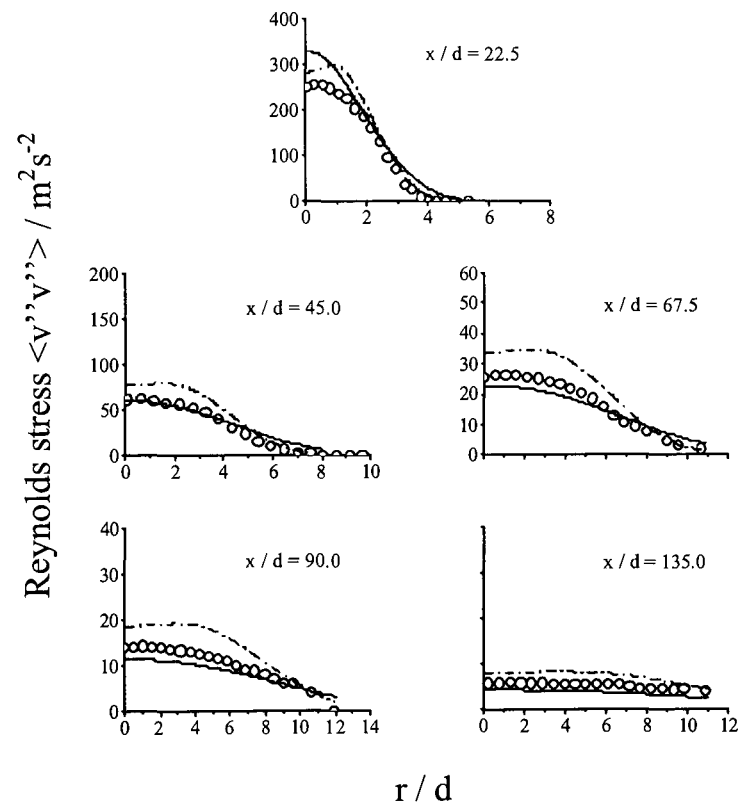 400
300
200
100
0
x / d = 22.5
0 2 4 6 8
Reynolds stress <v’’v’’> / m²s⁻²
200
150
100
50
0
x / d = 45.0
0 2 4 6 8 10
60
50
40
30
20
10
0
x / d = 67.5
0 2 4 6 8 10 12
40
30
20
10
0
x / d = 90.0
0 2 4 6 8 10 12 14
x / d = 135.0
0 2 4 6 8 10 12
r / d